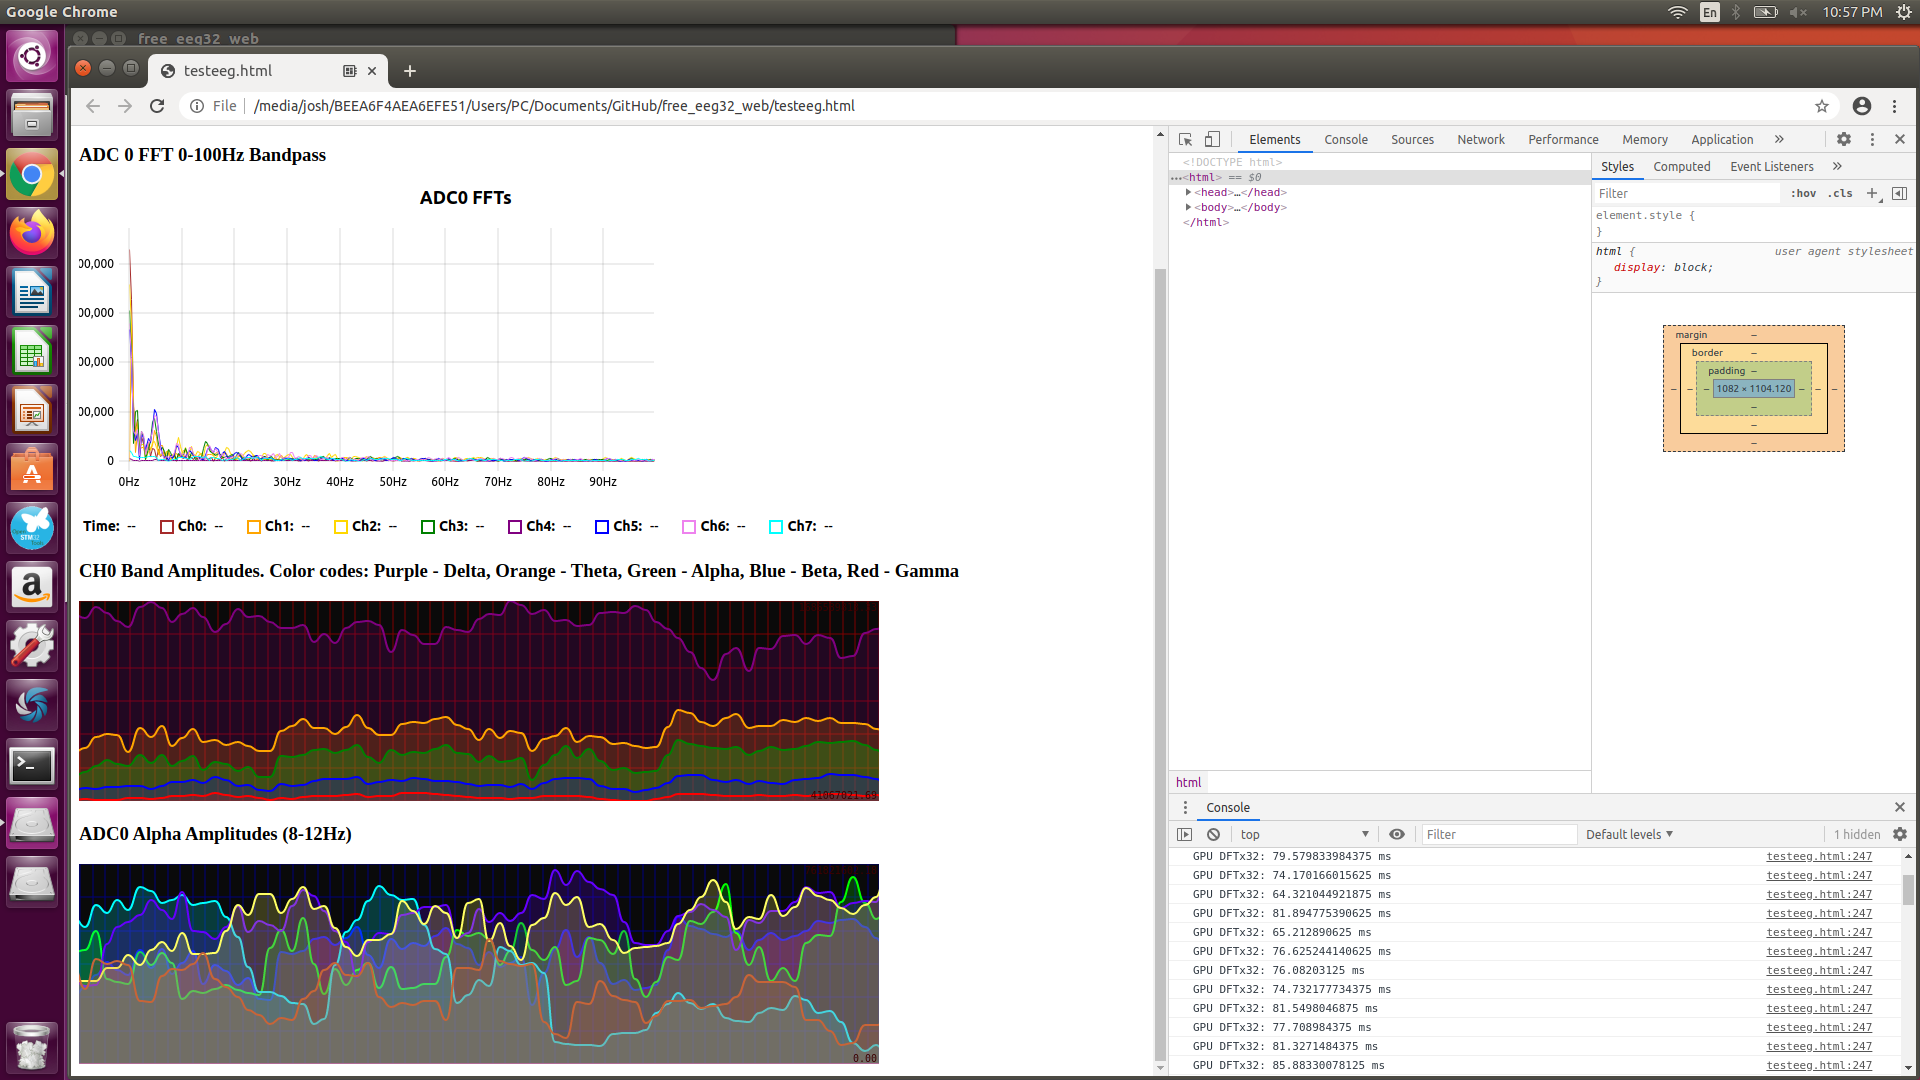 Google Chrome
En
10:57 PM
free_eeg32_web
testeeg.html
File
/media/josh/BEEA6F4AEA6EFE51/Users/PC/Documents/GitHub/free_eeg32_web/testeeg.html
ADC 0 FFT 0-100Hz Bandpass
ADC0 FFTs
00,000
00,000
00,000
00,000
0
0Hz 10Hz 20Hz 30Hz 40Hz 50Hz 60Hz 70Hz 80Hz 90Hz
Time: -- Ch0: -- Ch1: -- Ch2: -- Ch3: -- Ch4: -- Ch5: -- Ch6: -- Ch7: --
CH0 Band Amplitudes. Color codes: Purple - Delta, Orange - Theta, Green - Alpha, Blue - Beta, Red - Gamma
41067021.69
ADC0 Alpha Amplitudes (8-12Hz)
0.00
Elements Console Sources Network Performance Memory Application »
<!DOCTYPE html>
…<html> == $0
<head>…</head>
<body>…</body>
</html>
html
Styles Computed Event Listeners »
Filter :hov .cls +
element.style {
}
html { user agent stylesheet
display: block;
}
margin –
border –
padding –
– – – 1082 × 1104.120 – – –
–
–
–
Console
top Filter Default levels 1 hidden
GPU DFTx32: 79.579833984375 ms testeeg.html:247
GPU DFTx32: 74.170166015625 ms testeeg.html:247
GPU DFTx32: 64.321044921875 ms testeeg.html:247
GPU DFTx32: 81.894775390625 ms testeeg.html:247
GPU DFTx32: 65.212890625 ms testeeg.html:247
GPU DFTx32: 76.625244140625 ms testeeg.html:247
GPU DFTx32: 76.08203125 ms testeeg.html:247
GPU DFTx32: 74.732177734375 ms testeeg.html:247
GPU DFTx32: 81.5498046875 ms testeeg.html:247
GPU DFTx32: 77.708984375 ms testeeg.html:247
GPU DFTx32: 81.3271484375 ms testeeg.html:247
GPU DFTx32: 85.88330078125 ms testeeg.html:247